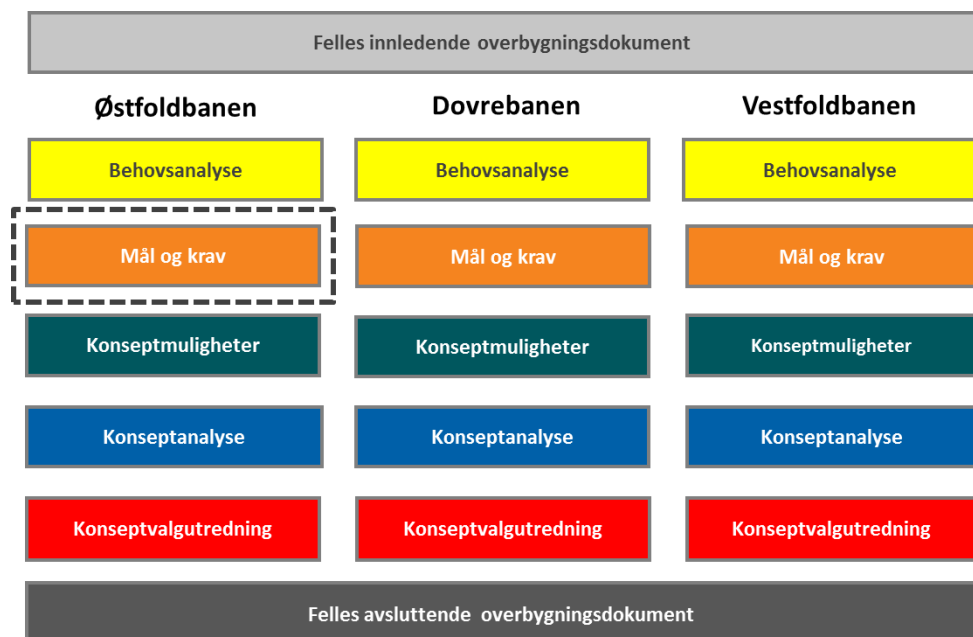 Felles innledende overbygningsdokument
Østfoldbanen
Dovrebanen
Vestfoldbanen
Behovsanalyse
Behovsanalyse
Behovsanalyse
Mål og krav
Mål og krav
Mål og krav
Konseptmuligheter
Konseptmuligheter
Konseptmuligheter
Konseptanalyse
Konseptanalyse
Konseptanalyse
Konseptvalgutredning
Konseptvalgutredning
Konseptvalgutredning
Felles avsluttende overbygningsdokument